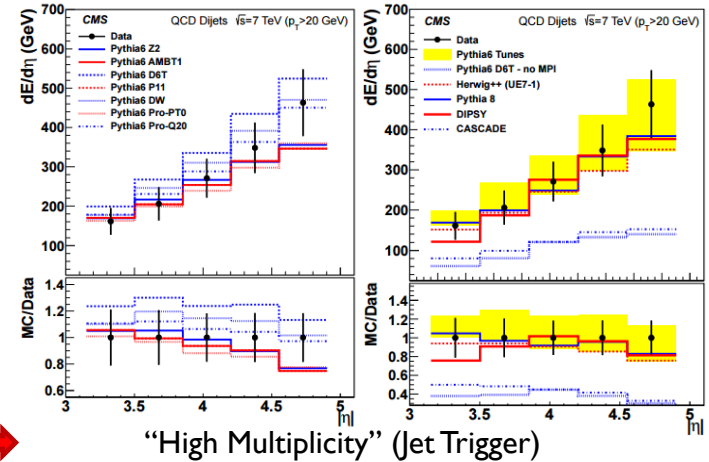 CMS QCD Dijets √s=7 TeV (p_T>20 GeV)
dE/dη (GeV)
700
600
500
400
300
200
100
Data
Pythia6 Z2
Pythia6 AMBT1
Pythia6 D6T
Pythia6 P11
Pythia6 DW
Pythia6 Pro-PT0
Pythia6 Pro-Q20
MC/Data
1.4
1.2
1
0.8
0.6
3 3.5 4 4.5 5
|η|
CMS QCD Dijets √s=7 TeV (p_T>20 GeV)
dE/dη (GeV)
700
600
500
400
300
200
100
Data
Pythia6 Tunes
Pythia6 D6T - no MPI
Herwig++ (UE7-1)
Pythia 8
DIPSY
CASCADE
MC/Data
1.4
1.2
1
0.8
0.6
0.4
3 3.5 4 4.5 5
|η|
“High Multiplicity” (Jet Trigger)